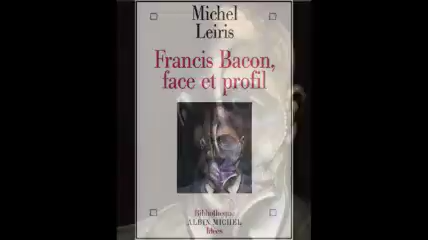 Michel
Leiris
Francis Bacon,
face et profil
Bibliothèque
ALBIN MICHEL
Idées